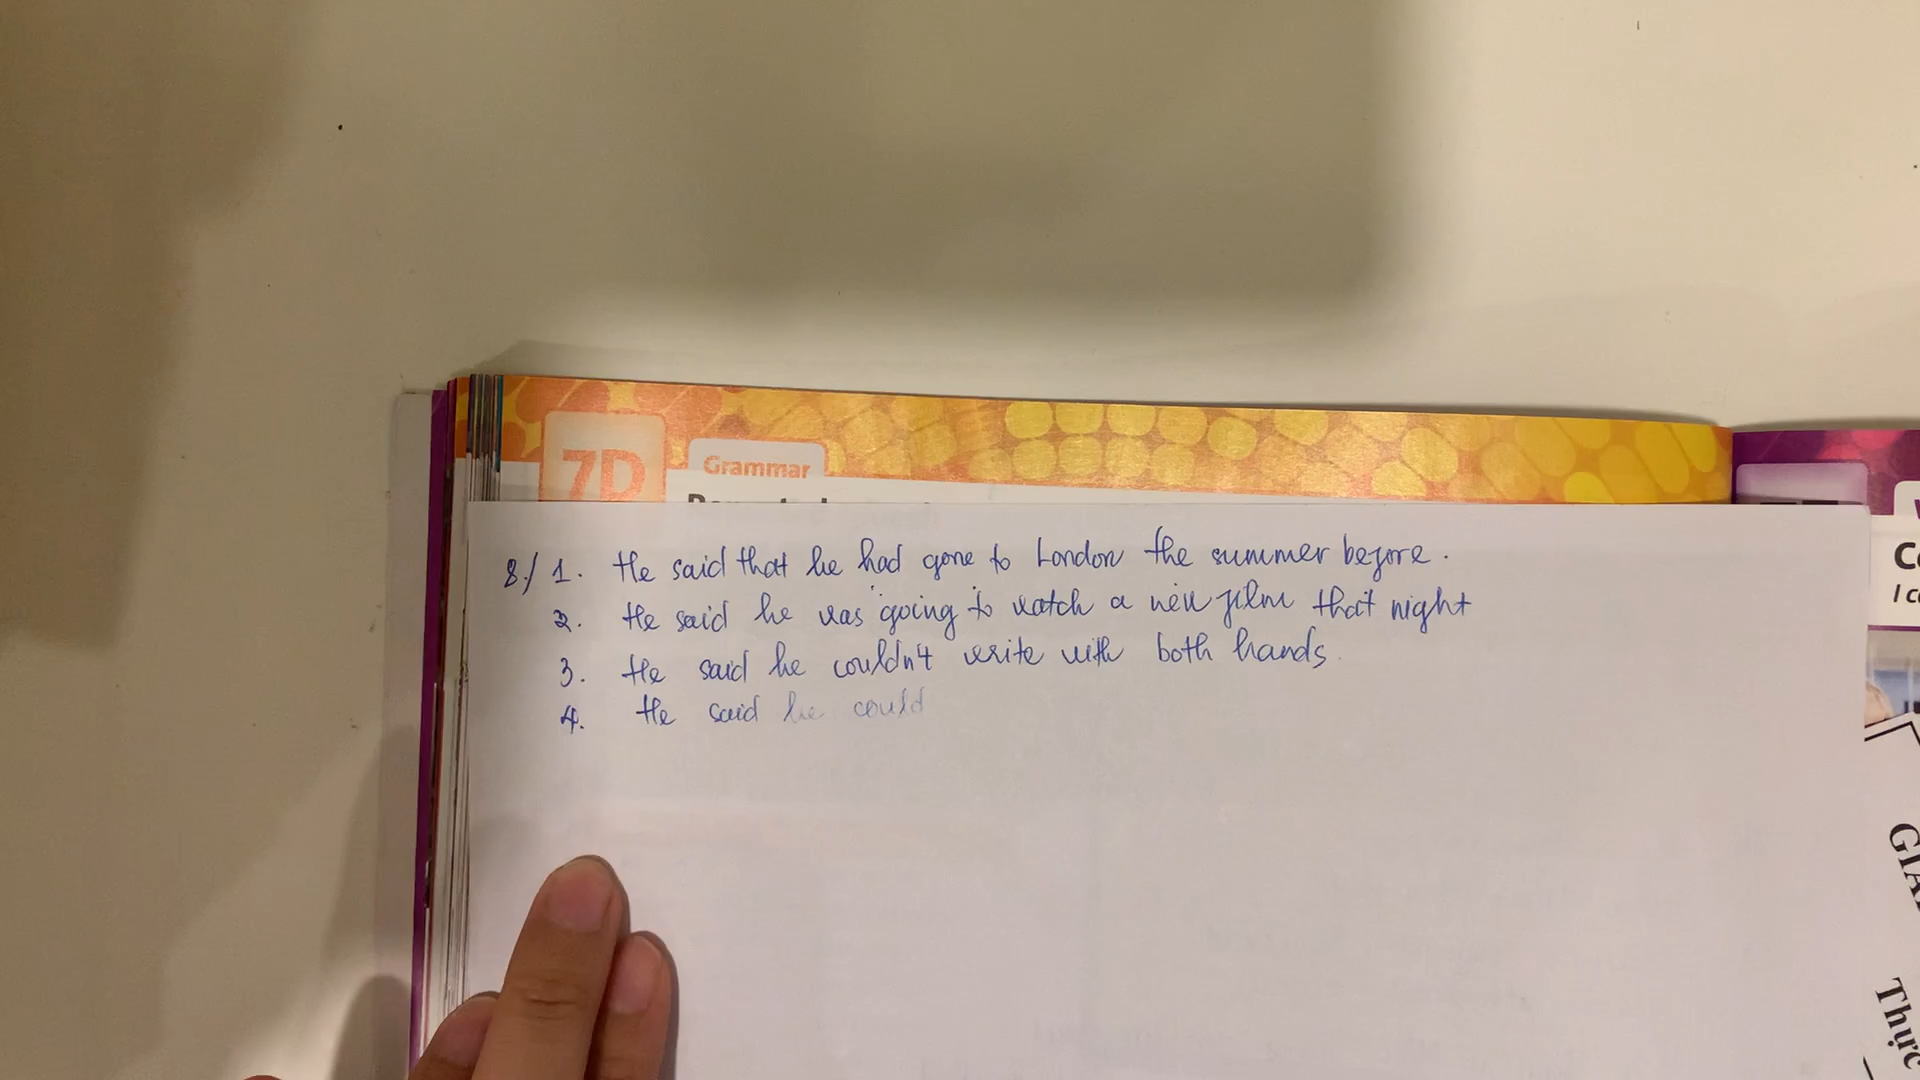 7D
Grammar
8./ 1. He said that he had gone to London the summer before.
2. He said he was going to watch a new film that night
3. He said he couldn't write with both hands.
4. He said he could
I
GIẢ
Thực